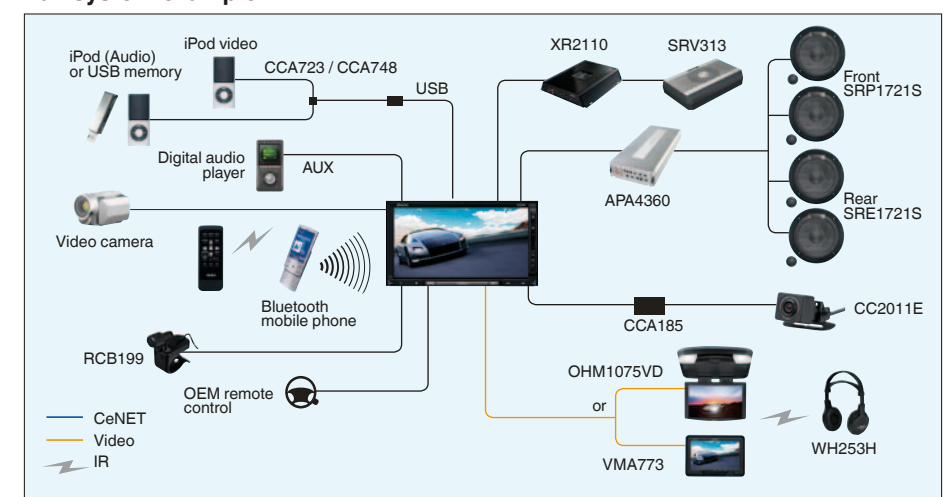 iPod video
iPod (Audio)
or USB memory
CCA723 / CCA748
USB
XR2110
SRV313
Front
SRP1721S
Digital audio
player
AUX
APA4360
Rear
SRE1721S
Video camera
Bluetooth
mobile phone
CCA185
CC2011E
RCB199
OEM remote
control
OHM1075VD
or
VMA773
WH253H
CeNET
Video
IR